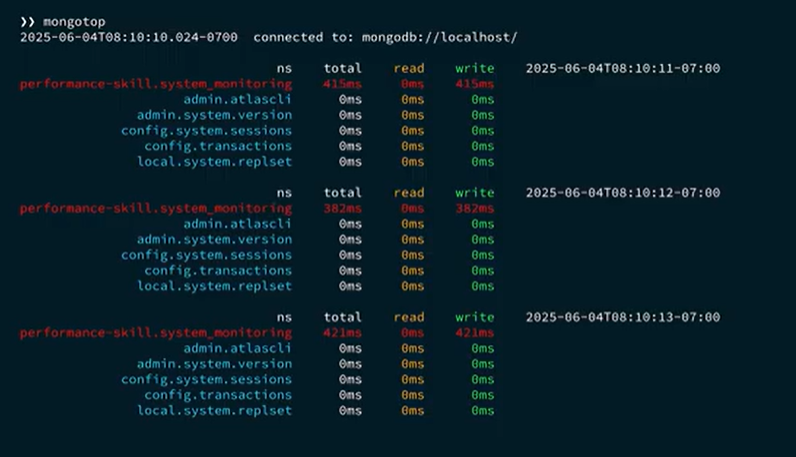 ❯❯ mongotop
2025-06-04T08:10:10.024-0700  connected to: mongodb://localhost/
ns  total  read  write  2025-06-04T08:10:11-07:00
performance-skill.system_monitoring  415ms  0ms  415ms
admin.atlascli  0ms  0ms  0ms
admin.system.version  0ms  0ms  0ms
config.system.sessions  0ms  0ms  0ms
config.transactions  0ms  0ms  0ms
local.system.replset  0ms  0ms  0ms
ns  total  read  write  2025-06-04T08:10:12-07:00
performance-skill.system_monitoring  382ms  0ms  382ms
admin.atlascli  0ms  0ms  0ms
admin.system.version  0ms  0ms  0ms
config.system.sessions  0ms  0ms  0ms
config.transactions  0ms  0ms  0ms
local.system.replset  0ms  0ms  0ms
ns  total  read  write  2025-06-04T08:10:13-07:00
performance-skill.system_monitoring  421ms  0ms  421ms
admin.atlascli  0ms  0ms  0ms
admin.system.version  0ms  0ms  0ms
config.system.sessions  0ms  0ms  0ms
config.transactions  0ms  0ms  0ms
local.system.replset  0ms  0ms  0ms